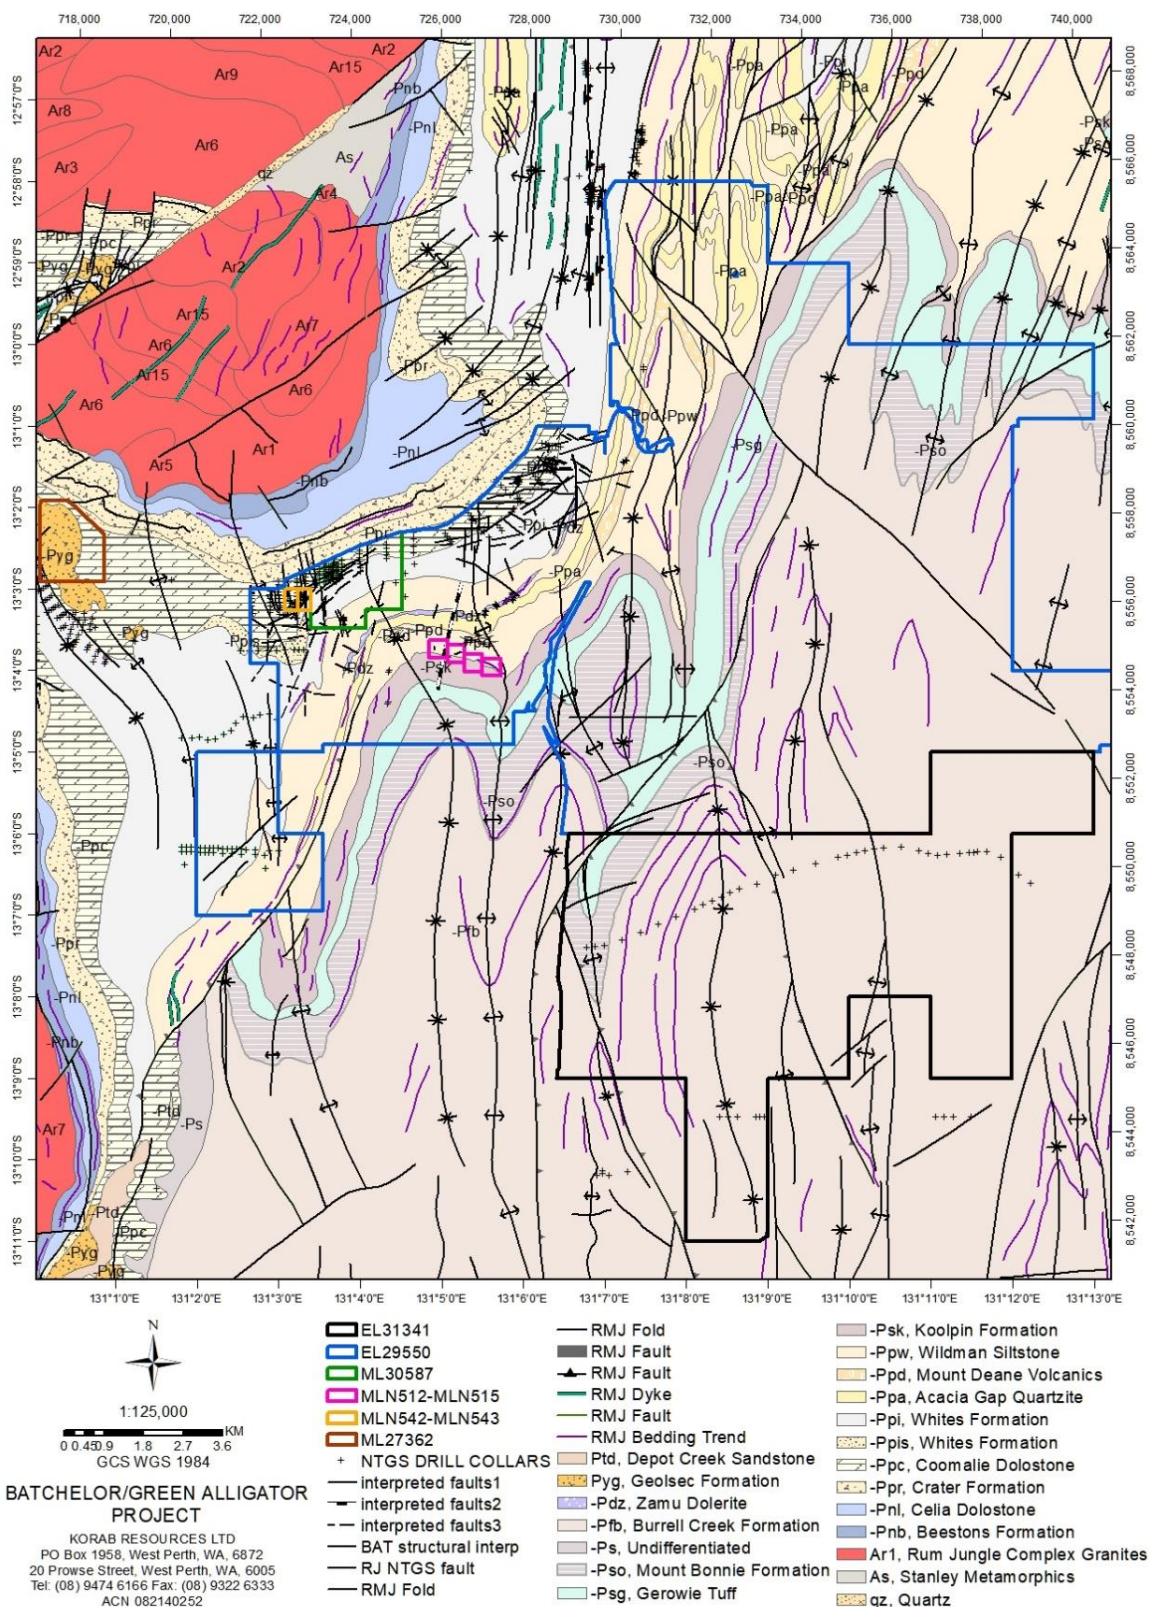 718,000 720,000 722,000 724,000 726,000 728,000 730,000 732,000 734,000 736,000 738,000 740,000
Ar2 Ar2
Ar9 Ar15
Ar8
Ar6
Ar3
Pnb
-Pnl
As
qz
Ar4
-Ppa
-Ppi
-Ppd
-Ppa
-Ppa
-Ppa
-Psk
-Ppr
-Ppr
-Ppc
-Pyg
-Ppc
Ar2
Ar15
Ar7
Ar6
Ar15
Ar6
Ar6
Ar1
Ar5
-Ppr
-Pnl
-Pnb
-Ppa
Ppd
-Ppw
-Psg
-Pso
-Pyg
Ppr
-Ppi
-Ppa
-Pyg
-Ppis
-Pdz
-Ppd
-Psk
-Pso
-Pso
-Ppc
-Ppr
-Pnl
-Pnb
-Pfb
Ar7
-Ptd
-Ps
-Ptd
-Ppc
-Pyg
12°57'0"S
12°58'0"S
12°59'0"S
13°0'0"S
13°1'0"S
13°2'0"S
13°3'0"S
13°4'0"S
13°5'0"S
13°6'0"S
13°7'0"S
13°8'0"S
13°9'0"S
13°10'0"S
13°11'0"S
8,568,000
8,566,000
8,564,000
8,562,000
8,560,000
8,558,000
8,556,000
8,554,000
8,552,000
8,550,000
8,548,000
8,546,000
8,544,000
8,542,000
131°1'0"E 131°2'0"E 131°3'0"E 131°4'0"E 131°5'0"E 131°6'0"E 131°7'0"E 131°8'0"E 131°9'0"E 131°10'0"E 131°11'0"E 131°12'0"E 131°13'0"E
N
1:125,000
KM
0 0.45 0.9 1.8 2.7 3.6
GCS WGS 1984
BATCHELOR/GREEN ALLIGATOR
PROJECT
KORAB RESOURCES LTD
PO Box 1958, West Perth, WA, 6872
20 Prowse Street, West Perth, WA, 6005
Tel: (08) 9474 6166 Fax: (08) 9322 6333
ACN 082140252
EL31341
EL29550
ML30587
MLN512-MLN515
MLN542-MLN543
ML27362
NTGS DRILL COLLARS
interpreted faults1
interpreted faults2
interpreted faults3
BAT structural interp
RJ NTGS fault
RMJ Fold
RMJ Fold
RMJ Fault
RMJ Fault
RMJ Dyke
RMJ Fault
RMJ Bedding Trend
Ptd, Depot Creek Sandstone
Pyg, Geolsec Formation
-Pdz, Zamu Dolerite
-Pfb, Burrell Creek Formation
-Ps, Undifferentiated
-Pso, Mount Bonnie Formation
-Psg, Gerowie Tuff
-Psk, Koolpin Formation
-Ppw, Wildman Siltstone
-Ppd, Mount Deane Volcanics
-Ppa, Acacia Gap Quartzite
-Ppi, Whites Formation
-Ppis, Whites Formation
-Ppc, Coomalie Dolostone
-Ppr, Crater Formation
-Pnl, Celia Dolostone
-Pnb, Beestons Formation
Ar1, Rum Jungle Complex Granites
As, Stanley Metamorphics
qz, Quartz